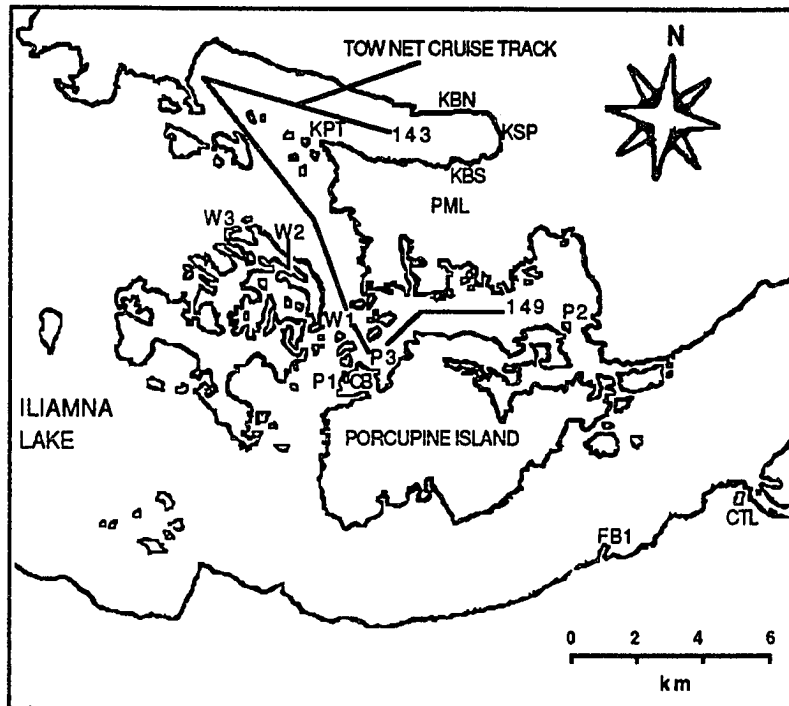 TOW NET CRUISE TRACK
N
KBN
143
KPT
KSP
KBS
PML
W3
W2
149
P2
W1
P3
P1
CB
ILIAMNA
LAKE
PORCUPINE ISLAND
CTL
FB1
0 2 4 6
km